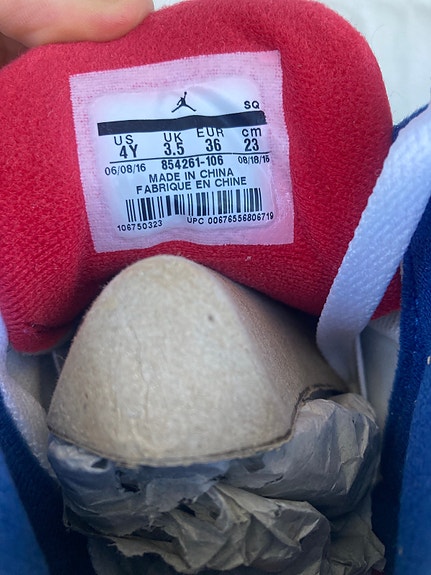 SQ
US UK EUR cm
4Y 3.5 36 23
06/08/16 854261-106 08/18/16
MADE IN CHINA
FABRIQUE EN CHINE
106750323 UPC 00676556806719